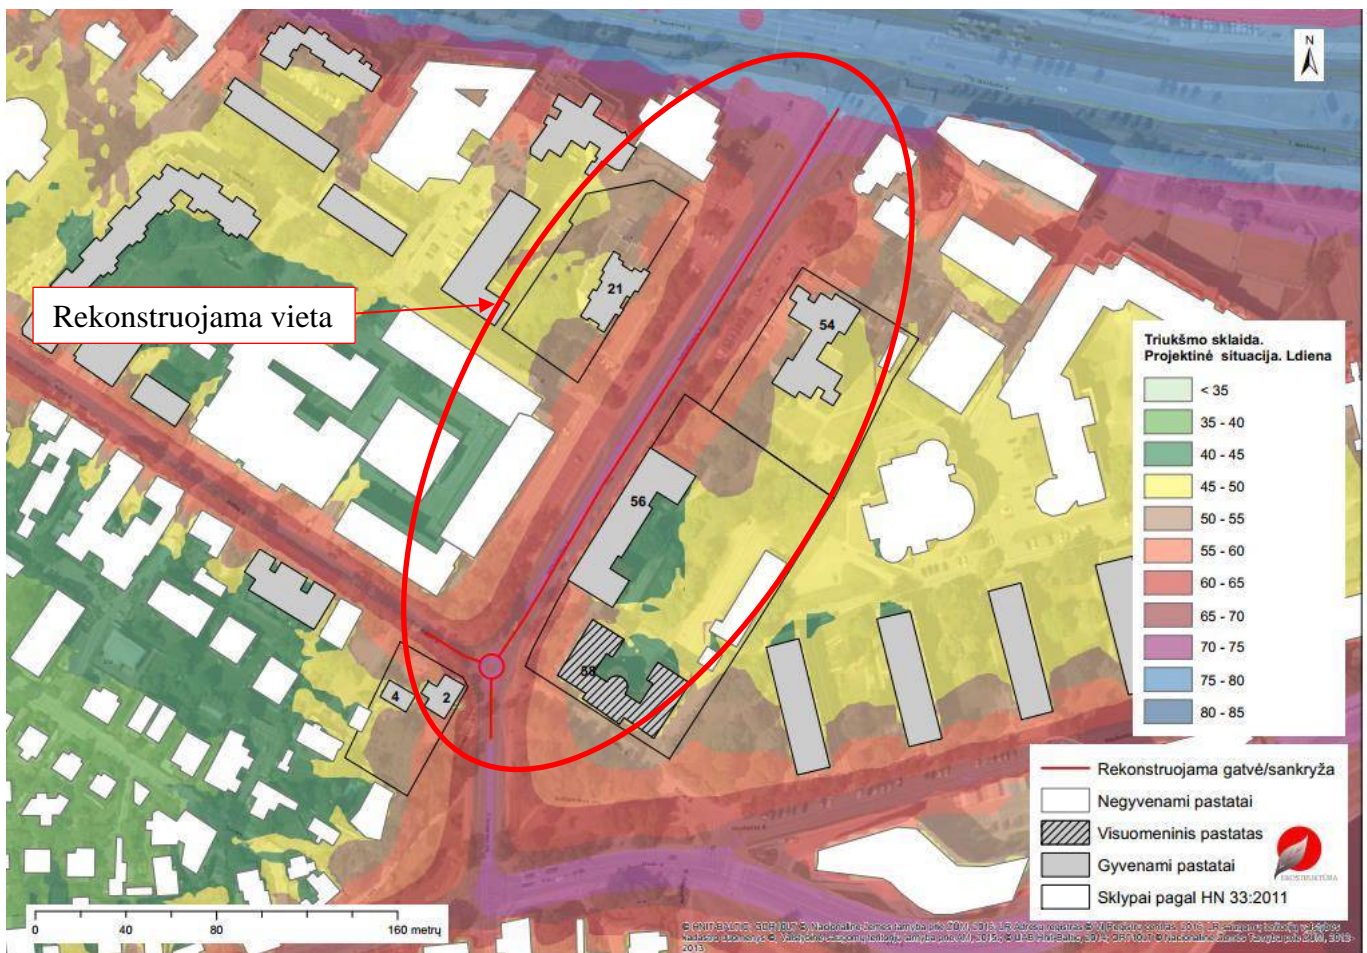 N
21
54
Rekonstruojama vieta
56
58
4
2
Triukšmo sklaida.
Projektinė situacija. Ldiena
< 35
35 - 40
40 - 45
45 - 50
50 - 55
55 - 60
60 - 65
65 - 70
70 - 75
75 - 80
80 - 85
Rekonstruojama gatvė/sankryža
Negyvenami pastatai
Visuomeninis pastatas
Gyvenami pastatai
Sklypai pagal HN 33:2011
EKOSTRUKTŪRA
0 40 80 160 metrų